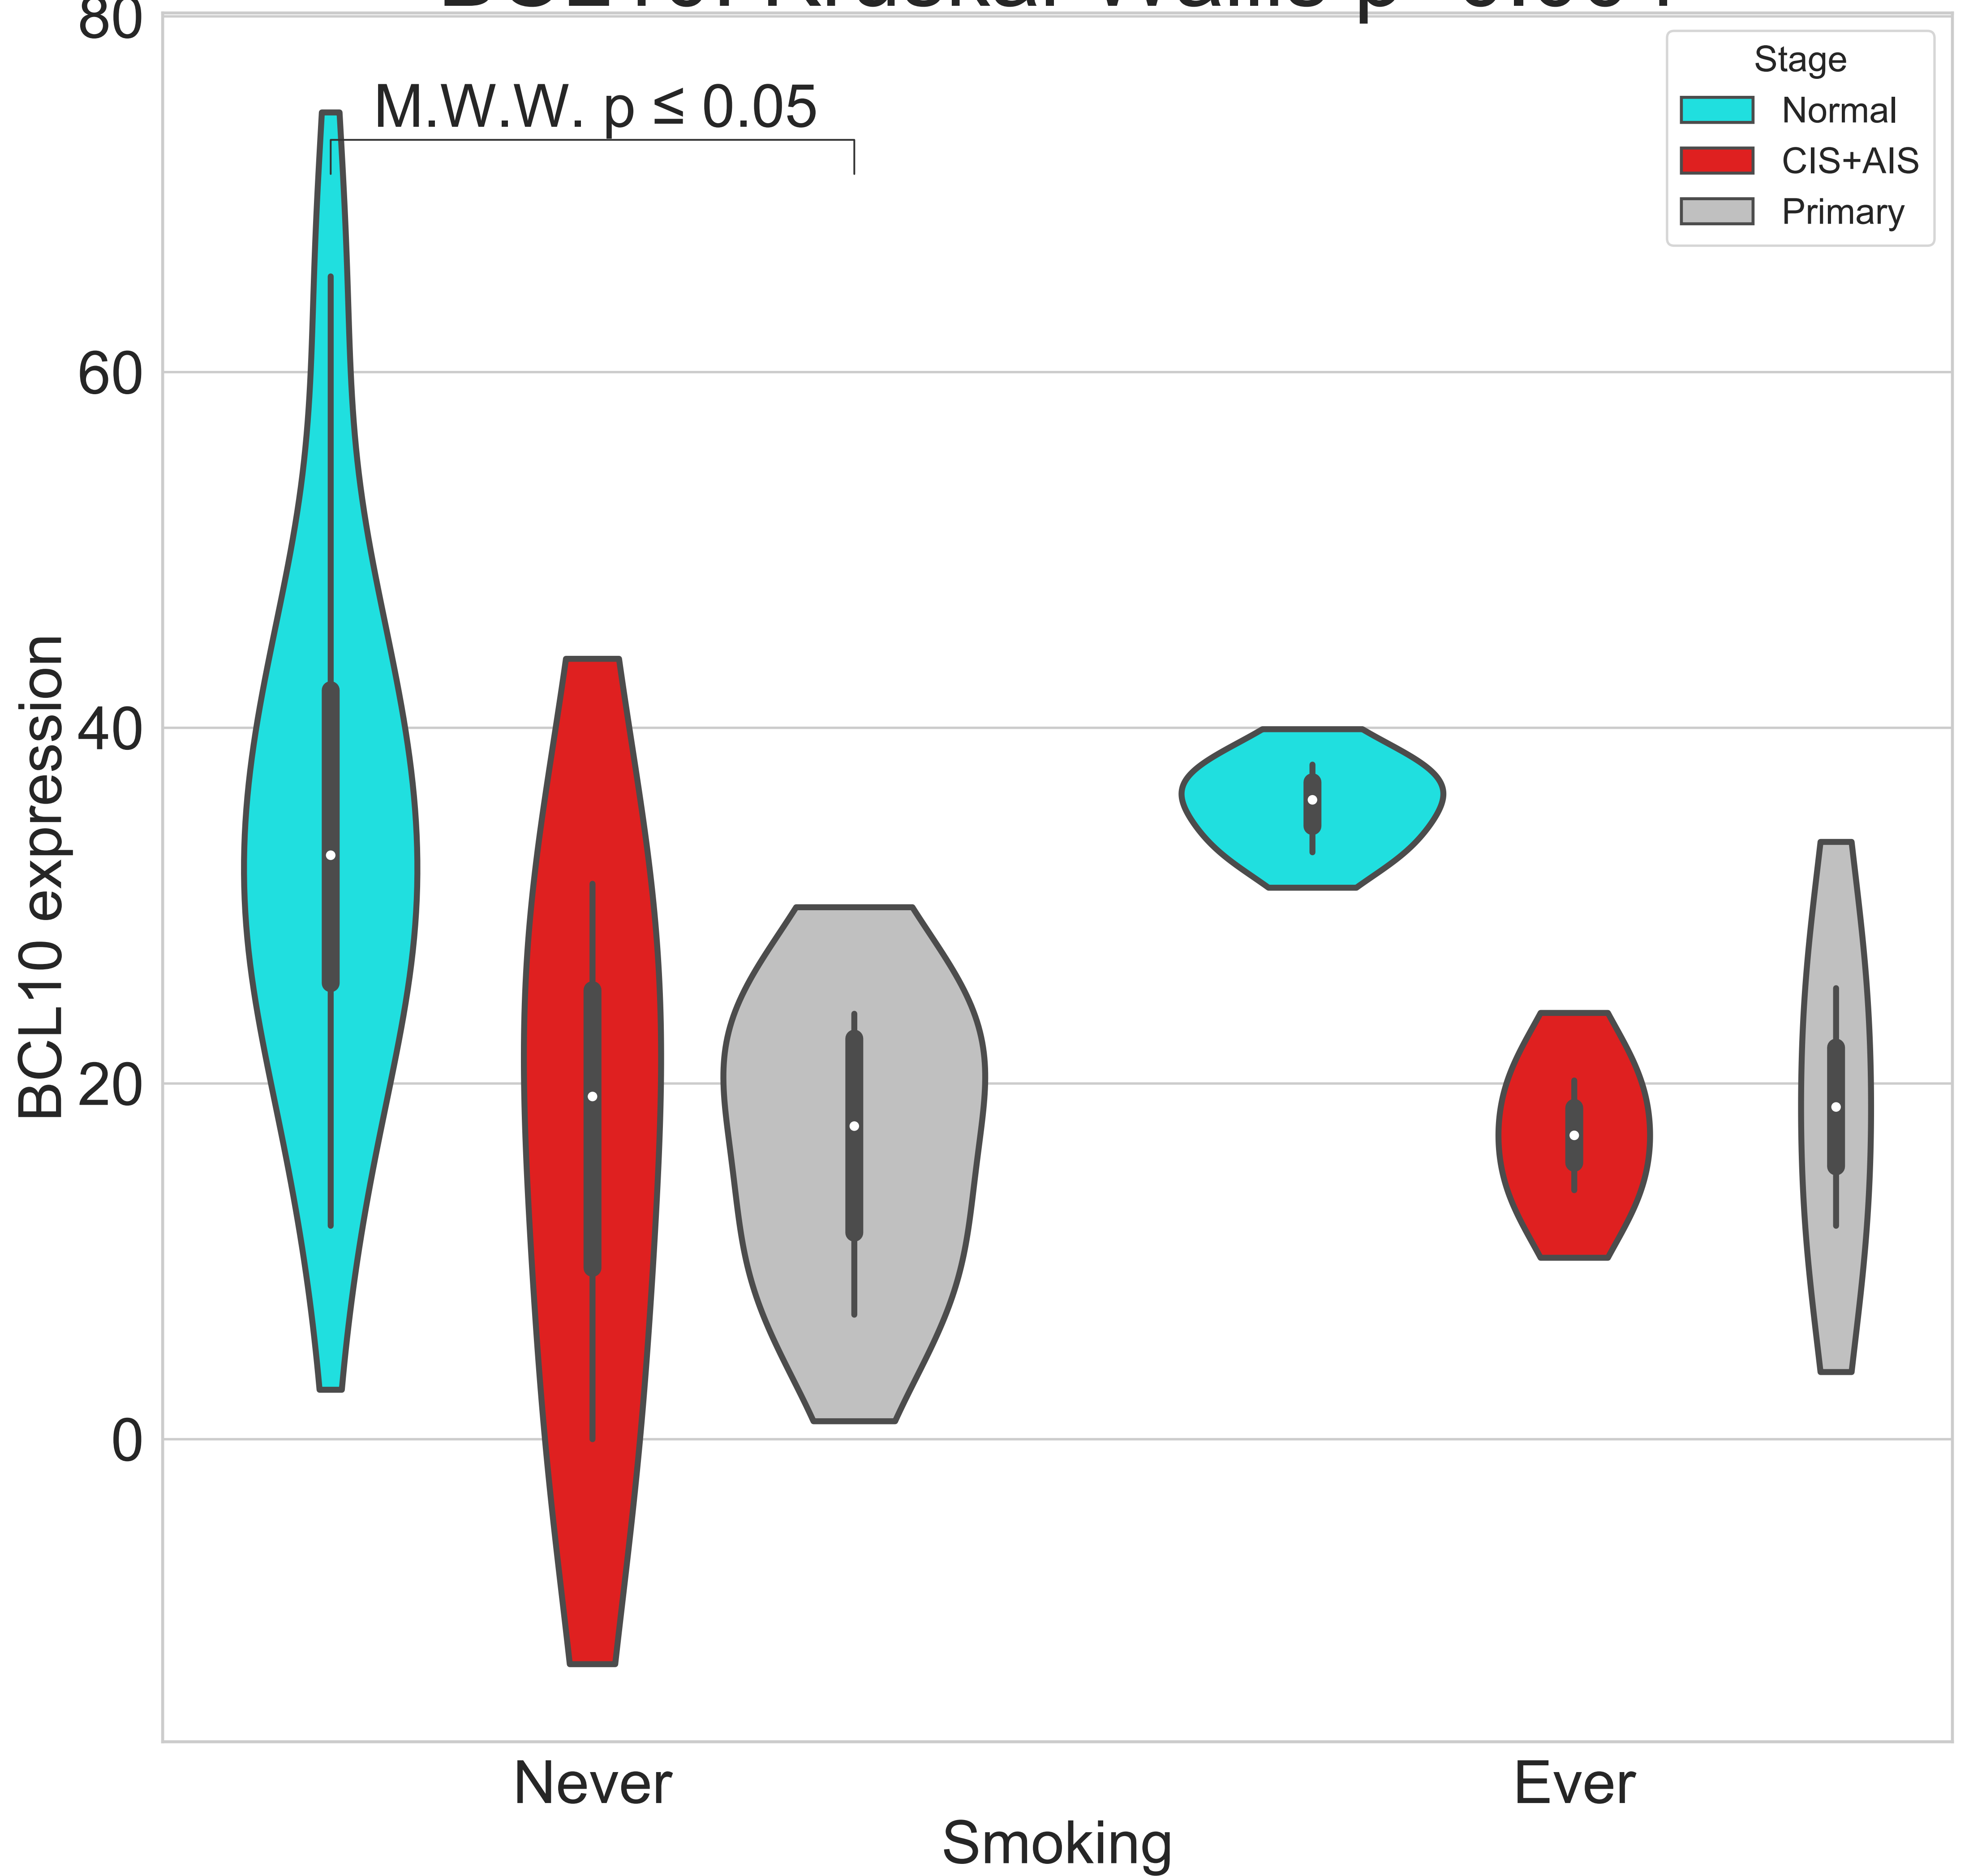 80
M.W.W. p ≤ 0.05
Stage
Normal
CIS+AIS
Primary
60
40
20
0
BCL10 expression
Never
Ever
Smoking